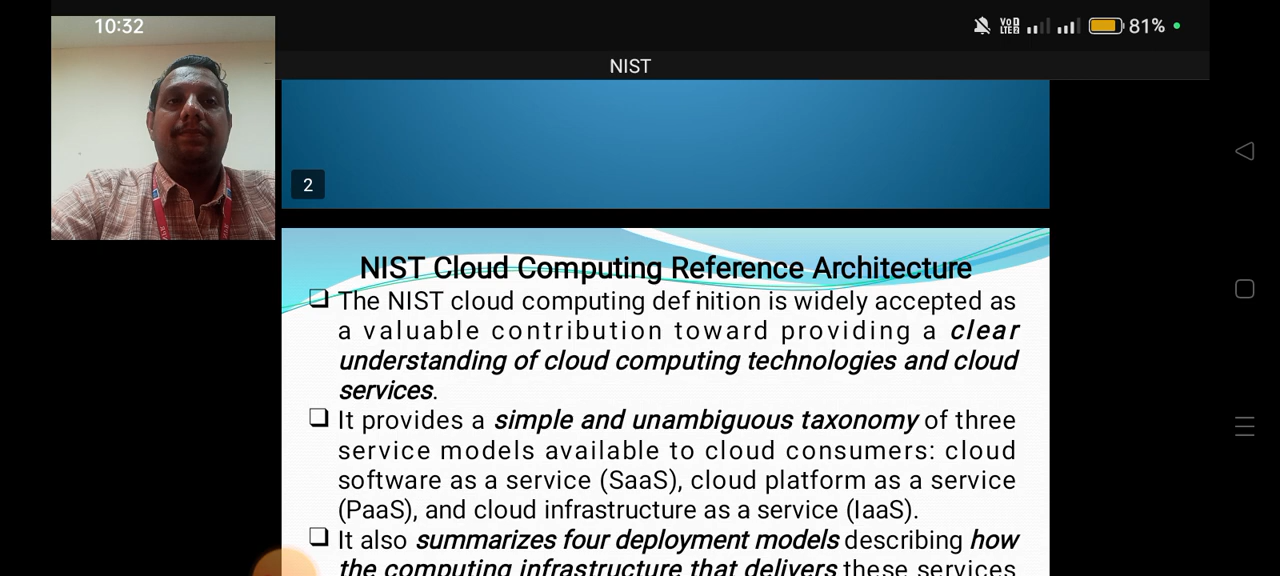 10:32
VoD
LTE2
81%
NIST
2
NIST Cloud Computing Reference Architecture
❑ The NIST cloud computing def nition is widely accepted as
a valuable contribution toward providing a clear
understanding of cloud computing technologies and cloud
services.
❑ It provides a simple and unambiguous taxonomy of three
service models available to cloud consumers: cloud
software as a service (SaaS), cloud platform as a service
(PaaS), and cloud infrastructure as a service (IaaS).
❑ It also summarizes four deployment models describing how
the computing infrastructure that delivers these services